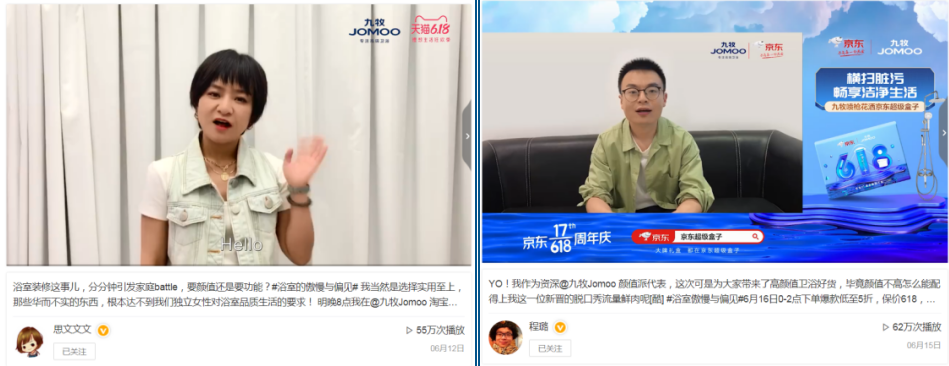 九牧
JOMOO
天猫618
Hello
浴室装修这事儿，分分钟引发家庭battle，要颜值还是要功能？#浴室的傲慢与偏见# 我当然是选择实用至上，
那些华而不实的东西，根本达不到我们独立女性对浴室品质生活的要求！ 明晚8点我在@九牧Jomoo 淘宝…
思文文文
已关注
55万次播放
06月12日
九牧
JOMOO
京东
京东
九牧
JOMOO
横扫脏污
畅享洁净生活
九牧嘻哈花洒京东超级盒子
618
京东 17th 618 周年庆
京东 京东超级盒子
YO！我作为资深@九牧Jomoo 颜值派代表，这次可是为大家带来了高颜值卫浴好货，毕竟颜值不高怎么能配
得上我这一位新晋的脱口秀流量鲜肉呢[酷] #浴室傲慢与偏见#6月16日0-2点下单爆款低至5折，保价618，…
程璐
已关注
62万次播放
06月15日